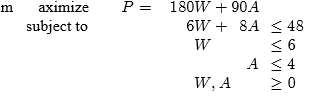 m aximize P = 180W + 90A
subject to 6W + 8A ≤ 48
W ≤ 6
A ≤ 4
W, A ≥ 0